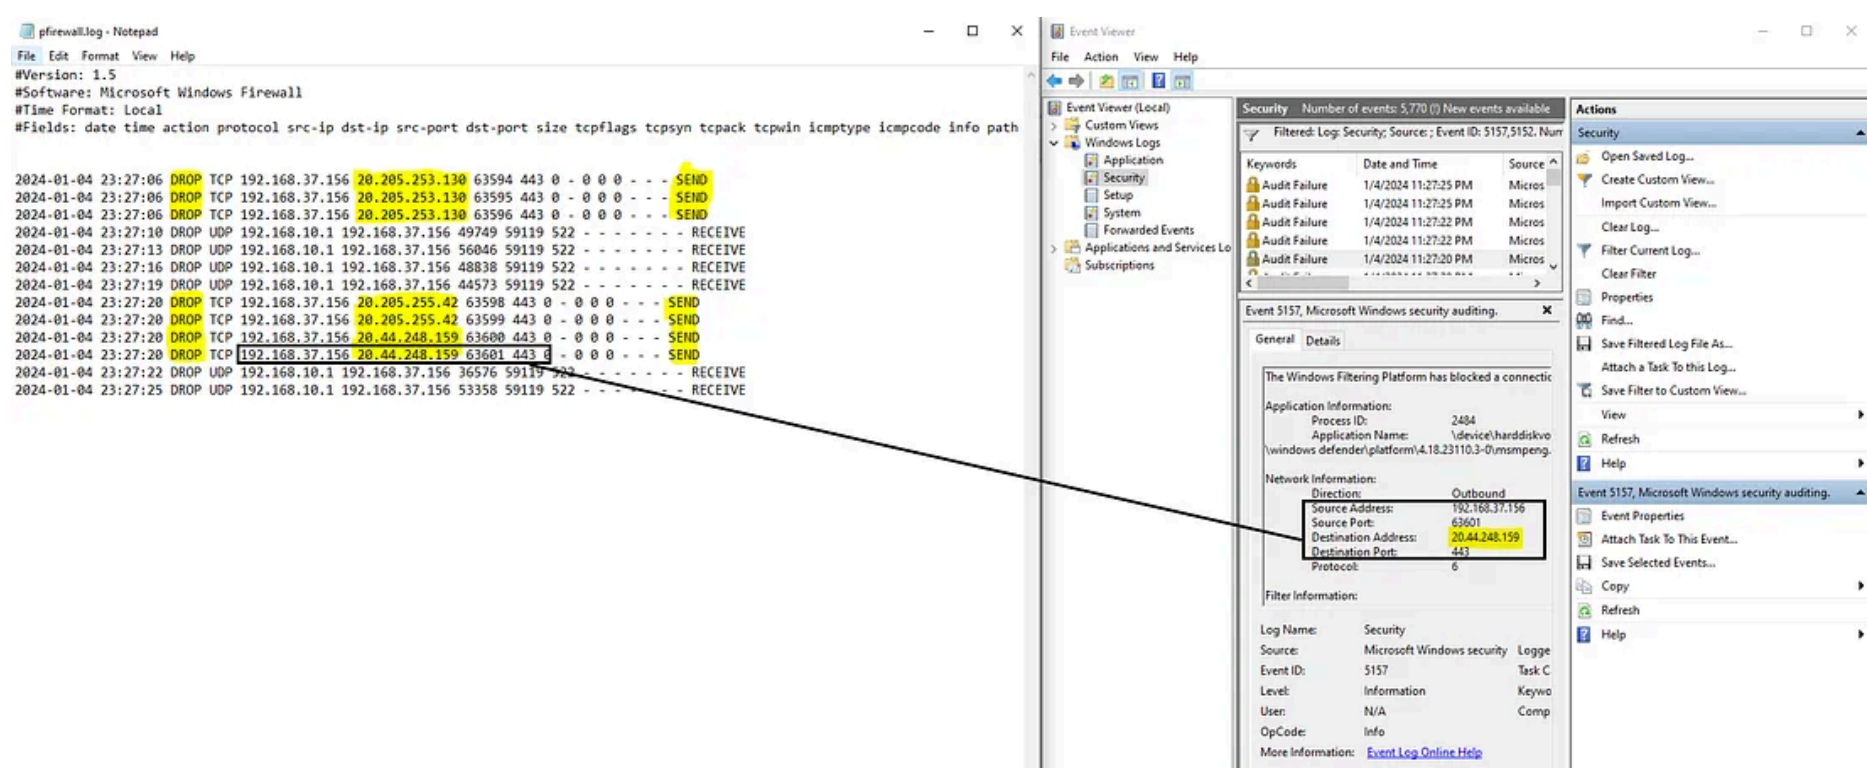 pfirewall.log - Notepad
File Edit Format View Help
#Version: 1.5
#Software: Microsoft Windows Firewall
#Time Format: Local
#Fields: date time action protocol src-ip dst-ip src-port dst-port size tcpflags tcpsyn tcpack tcpwin icmptype icmpcode info path
2024-01-04 23:27:06 DROP TCP 192.168.37.156 20.205.253.130 63594 443 0 - 0 0 0 - - - SEND
2024-01-04 23:27:06 DROP TCP 192.168.37.156 20.205.253.130 63595 443 0 - 0 0 0 - - - SEND
2024-01-04 23:27:06 DROP TCP 192.168.37.156 20.205.253.130 63596 443 0 - 0 0 0 - - - SEND
2024-01-04 23:27:10 DROP UDP 192.168.10.1 192.168.37.156 49749 59119 522 - - - - - - - RECEIVE
2024-01-04 23:27:13 DROP UDP 192.168.10.1 192.168.37.156 56046 59119 522 - - - - - - - RECEIVE
2024-01-04 23:27:16 DROP UDP 192.168.10.1 192.168.37.156 48838 59119 522 - - - - - - - RECEIVE
2024-01-04 23:27:19 DROP UDP 192.168.10.1 192.168.37.156 44573 59119 522 - - - - - - - RECEIVE
2024-01-04 23:27:20 DROP TCP 192.168.37.156 20.205.255.42 63598 443 0 - 0 0 0 - - - SEND
2024-01-04 23:27:20 DROP TCP 192.168.37.156 20.205.255.42 63599 443 0 - 0 0 0 - - - SEND
2024-01-04 23:27:20 DROP TCP 192.168.37.156 20.44.248.159 63600 443 0 - 0 0 0 - - - SEND
2024-01-04 23:27:20 DROP TCP 192.168.37.156 20.44.248.159 63601 443 0 - 0 0 0 - - - SEND
2024-01-04 23:27:22 DROP UDP 192.168.10.1 192.168.37.156 36576 59119 522 - - - - - - - RECEIVE
2024-01-04 23:27:25 DROP UDP 192.168.10.1 192.168.37.156 53358 59119 522 - - - - - - - RECEIVE
Event Viewer
File Action View Help
Event Viewer (Local)
Custom Views
Windows Logs
Application
Security
Setup
System
Forwarded Events
Applications and Services Lo
Subscriptions
Security Number of events: 5,770 (!) New events available
Filtered: Log: Security; Source: ; Event ID: 5157,5152. Num
Keywords Date and Time Source
Audit Failure 1/4/2024 11:27:25 PM Micros
Audit Failure 1/4/2024 11:27:25 PM Micros
Audit Failure 1/4/2024 11:27:22 PM Micros
Audit Failure 1/4/2024 11:27:22 PM Micros
Audit Failure 1/4/2024 11:27:20 PM Micros
Event 5157, Microsoft Windows security auditing.
General Details
The Windows Filtering Platform has blocked a connectic
Application Information:
Process ID: 2484
Application Name: \device\harddiskvo
\windows defender\platform\4.18.23110.3-0\msmpeng.
Network Information:
Direction: Outbound
Source Address: 192.168.37.156
Source Port: 63601
Destination Address: 20.44.248.159
Destination Port: 443
Protocol: 6
Filter Information:
Log Name: Security
Source: Microsoft Windows security Logge
Event ID: 5157 Task C
Level: Information Keywo
User: N/A Comp
OpCode: Info
More Information: Event Log Online Help
Actions
Security
Open Saved Log...
Create Custom View...
Import Custom View...
Clear Log...
Filter Current Log...
Clear Filter
Properties
Find...
Save Filtered Log File As...
Attach a Task To this Log...
Save Filter to Custom View...
View
Refresh
Help
Event 5157, Microsoft Windows security auditing.
Event Properties
Attach Task To This Event...
Save Selected Events...
Copy
Refresh
Help